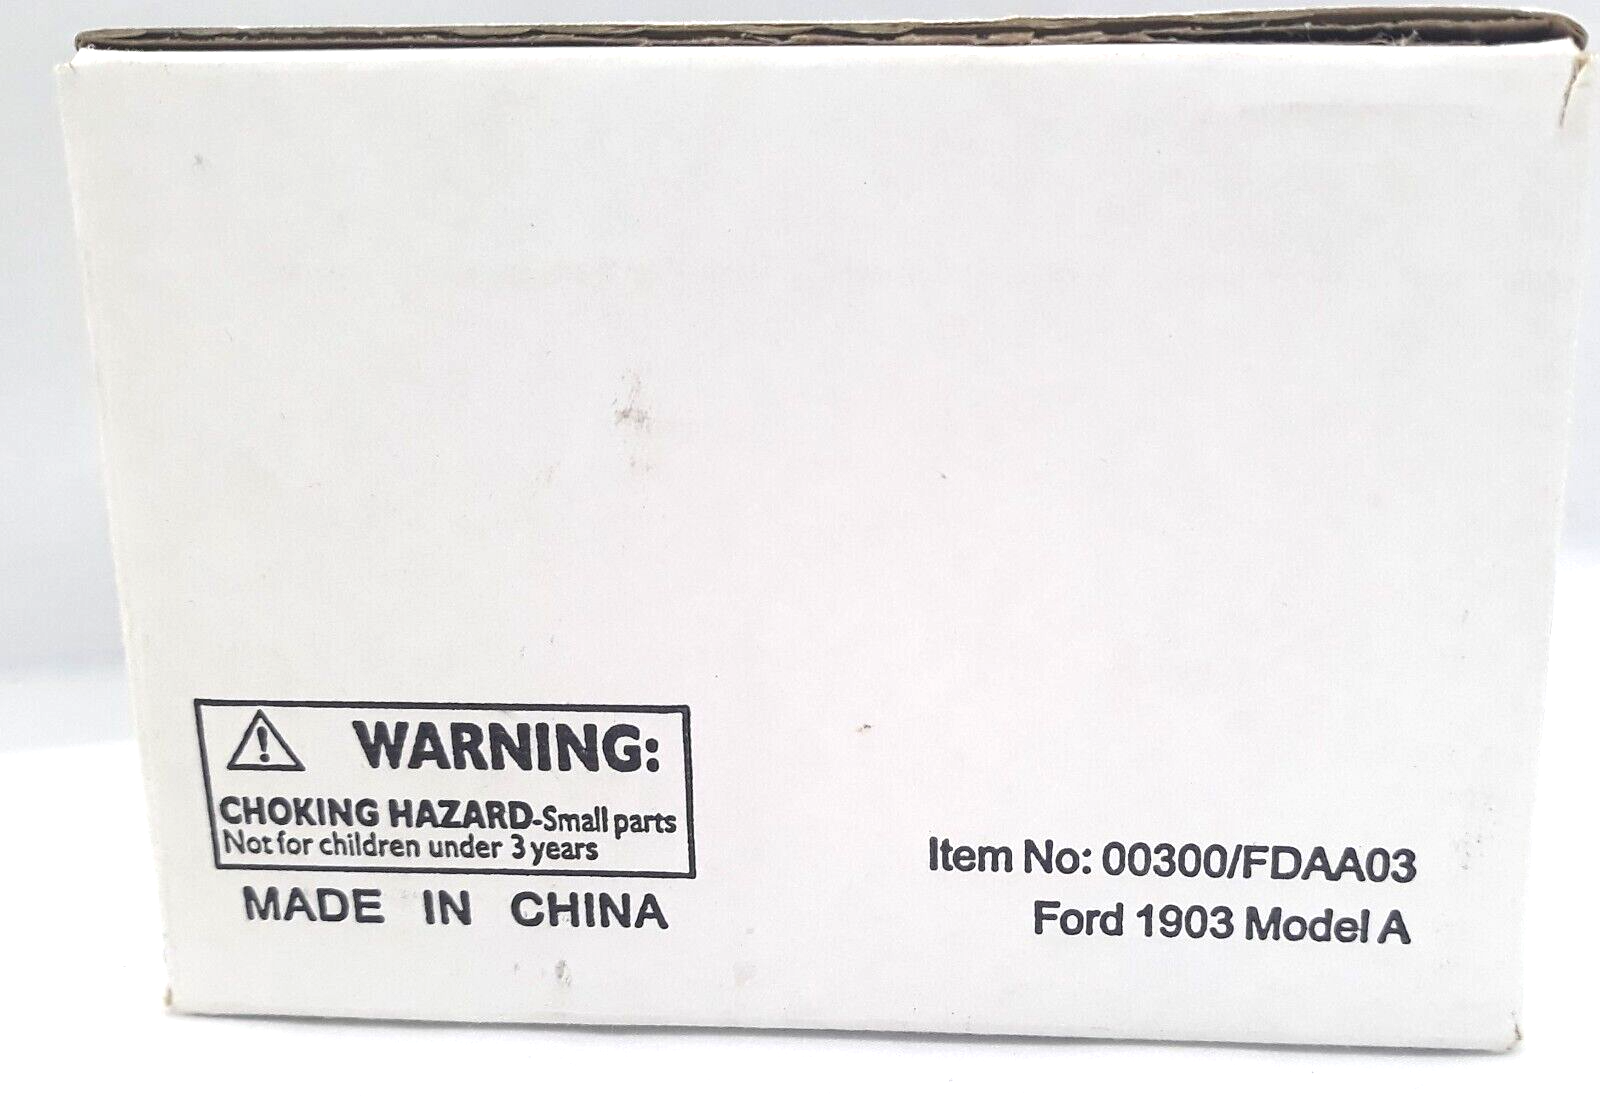 WARNING:
CHOKING HAZARD-Small parts
Not for children under 3 years
MADE IN CHINA
Item No: 00300/FDAA03
Ford 1903 Model A